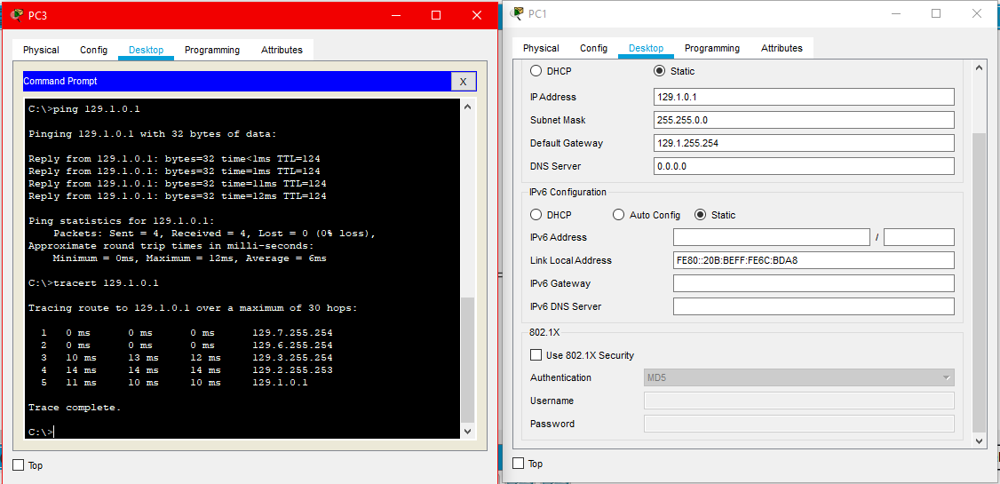 PC3
Physical Config Desktop Programming Attributes
Command Prompt X
C:\>ping 129.1.0.1
Pinging 129.1.0.1 with 32 bytes of data:
Reply from 129.1.0.1: bytes=32 time<1ms TTL=124
Reply from 129.1.0.1: bytes=32 time<1ms TTL=124
Reply from 129.1.0.1: bytes=32 time=11ms TTL=124
Reply from 129.1.0.1: bytes=32 time=12ms TTL=124
Ping statistics for 129.1.0.1:
Packets: Sent = 4, Received = 4, Lost = 0 (0% loss),
Approximate round trip times in milli-seconds:
Minimum = 0ms, Maximum = 12ms, Average = 6ms
C:\>tracert 129.1.0.1
Tracing route to 129.1.0.1 over a maximum of 30 hops:
1 0 ms 0 ms 0 ms 129.7.255.254
2 0 ms 0 ms 0 ms 129.6.255.254
3 10 ms 13 ms 12 ms 129.3.255.254
4 14 ms 14 ms 14 ms 129.2.255.253
5 11 ms 10 ms 10 ms 129.1.0.1
Trace complete.
C:\>
Top
PC1
Physical Config Desktop Programming Attributes
DHCP Static
IP Address 129.1.0.1
Subnet Mask 255.255.0.0
Default Gateway 129.1.255.254
DNS Server 0.0.0.0
IPv6 Configuration
DHCP Auto Config Static
IPv6 Address /
Link Local Address FE80::20B:BEFF:FE6C:BDA8
IPv6 Gateway
IPv6 DNS Server
802.1X
Use 802.1X Security
Authentication MD5
Username
Password
Top